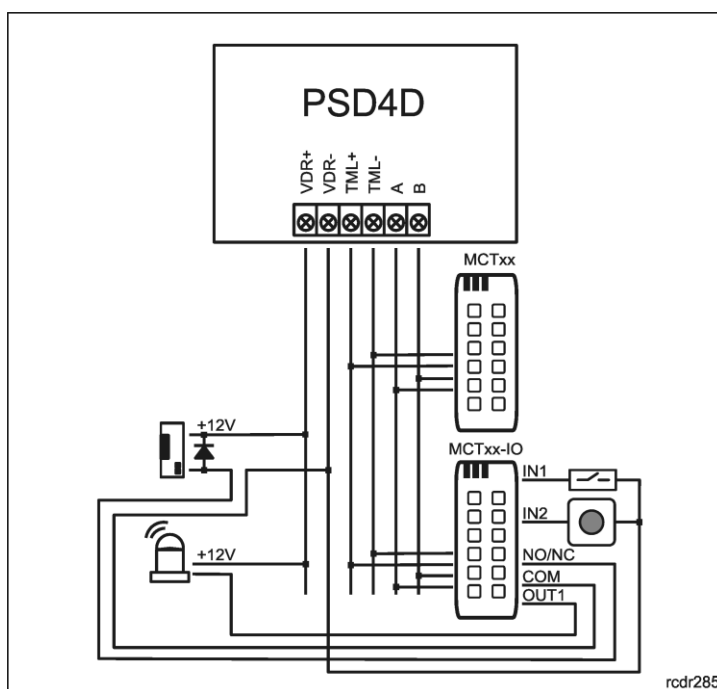 PSD4D
VDR+
VDR-
TML+
TML-
A
B
MCTxx
+12V
MCTxx-IO
IN1
IN2
+12V
NO/NC
COM
OUT1
rcdr285